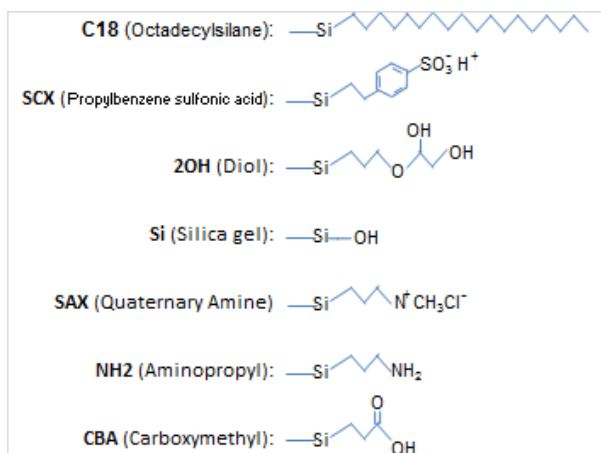 C18 (Octadecylsilane): Si
SO₃⁻ H⁺
SCX (Propylbenzene sulfonic acid): Si
OH
OH
2OH (Diol): Si O
Si (Silica gel): Si OH
SAX (Quaternary Amine) Si N⁺ CH₃Cl⁻
NH2 (Aminopropyl): Si NH₂
O
CBA (Carboxymethyl): Si OH